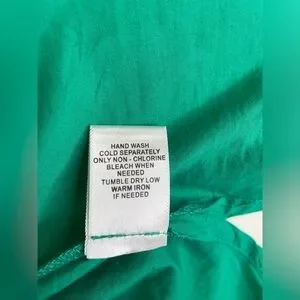 HAND WASH
COLD SEPARATELY
ONLY NON - CHLORINE
BLEACH WHEN
NEEDED
TUMBLE DRY LOW
WARM IRON
IF NEEDED